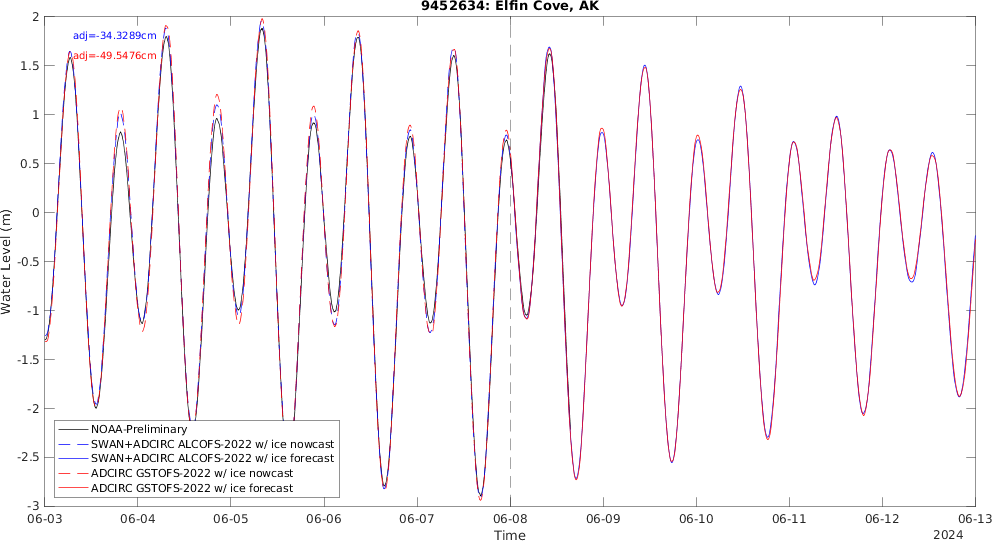 9452634: Elfin Cove, AK
adj=-34.3289cm
adj=-49.5476cm
2
1.5
1
0.5
0
-0.5
-1
-1.5
-2
-2.5
-3
Water Level (m)
NOAA-Preliminary
SWAN+ADCIRC ALCOFS-2022 w/ ice nowcast
SWAN+ADCIRC ALCOFS-2022 w/ ice forecast
ADCIRC GSTOFS-2022 w/ ice nowcast
ADCIRC GSTOFS-2022 w/ ice forecast
06-03 06-04 06-05 06-06 06-07 06-08 06-09 06-10 06-11 06-12 06-13
Time
2024